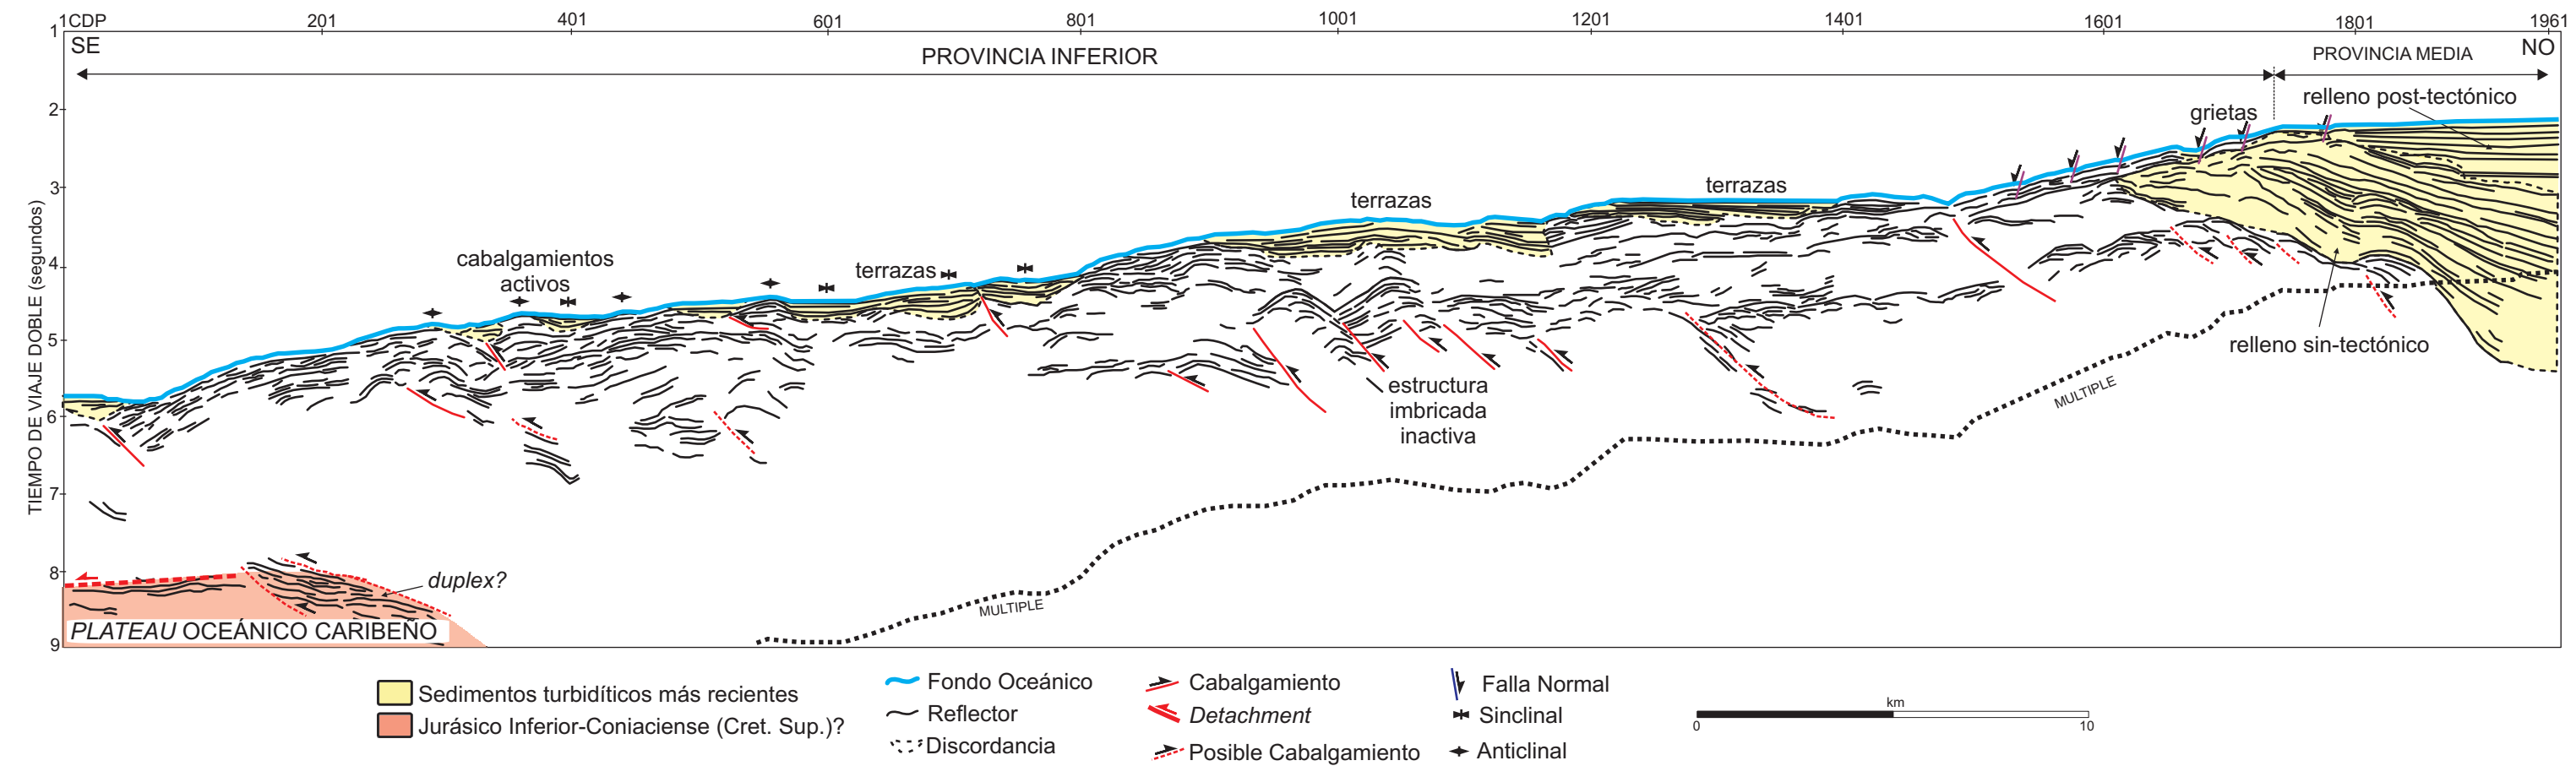 1CDP 201 401 601 801 1001 1201 1401 1601 1801 1961
1
SE
NO
PROVINCIA INFERIOR
PROVINCIA MEDIA
2
relleno post-tectónico
grietas
3
terrazas
terrazas
4
cabalgamientos
activos
terrazas
5
relleno sin-tectónico
estructura
imbricada
inactiva
MULTIPLE
6
7
8
duplex?
MULTIPLE
PLATEAU OCEÁNICO CARIBEÑO
9
TIEMPO DE VIAJE DOBLE (segundos)
Sedimentos turbidíticos más recientes
Jurásico Inferior-Coniaciense (Cret. Sup.)?
Fondo Oceánico
Reflector
Discordancia
Cabalgamiento
Detachment
Posible Cabalgamiento
Falla Normal
Sinclinal
Anticlinal
km
0 10